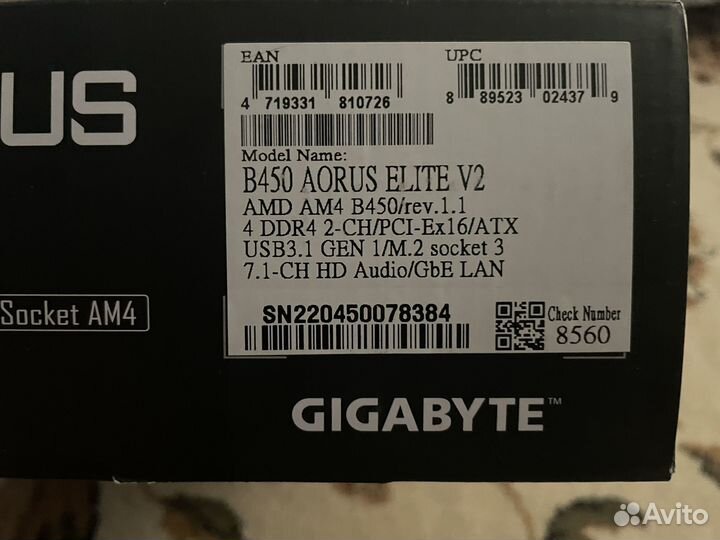 US
EAN
UPC
4 719331 810726
8 89523 02437 9
Model Name:
B450 AORUS ELITE V2
AMD AM4 B450/rev.1.1
4 DDR4 2-CH/PCI-Ex16/ATX
USB3.1 GEN 1/M.2 socket 3
7.1-CH HD Audio/GbE LAN
Socket AM4
SN220450078384
Check Number
8560
GIGABYTE™
Avito